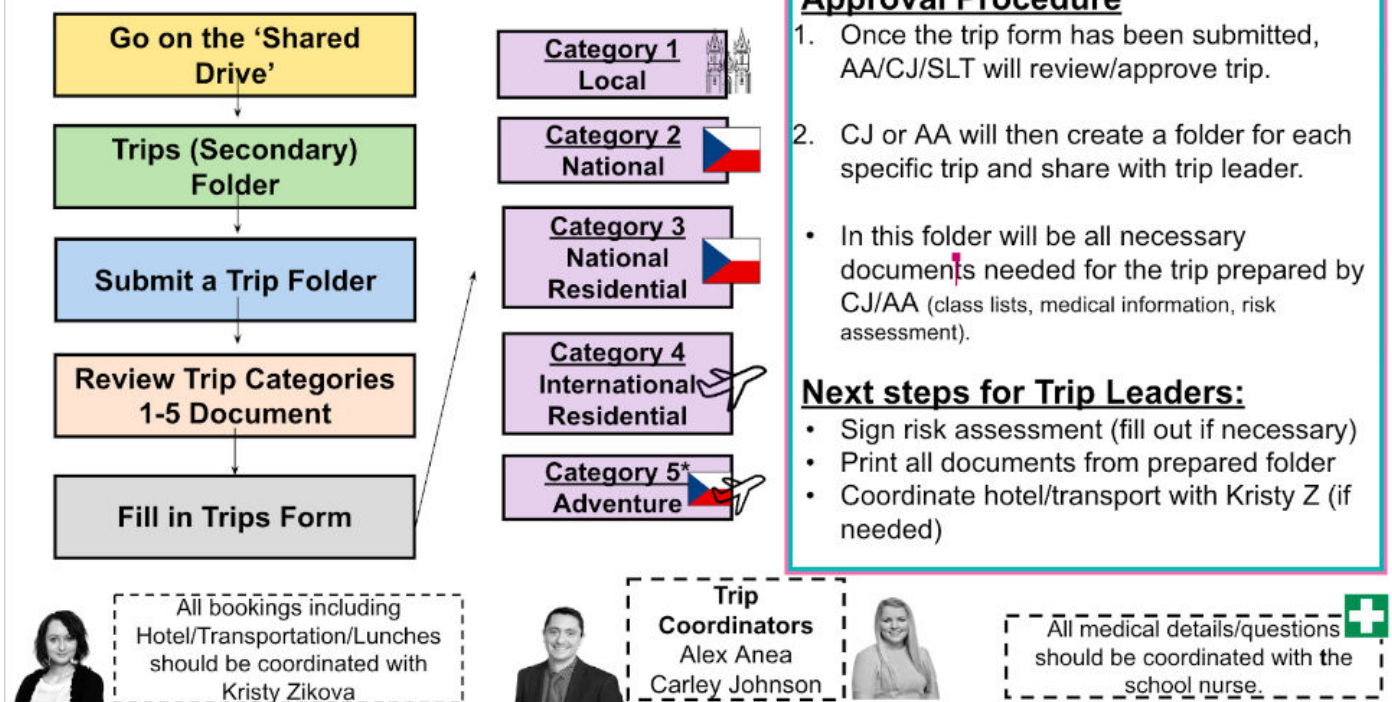 Go on the ‘Shared
Drive’
Trips (Secondary)
Folder
Submit a Trip Folder
Review Trip Categories
1-5 Document
Fill in Trips Form
Category 1
Local
Category 2
National
Category 3
National
Residential
Category 4
International
Residential
Category 5*
Adventure
Approval Procedure
1. Once the trip form has been submitted,
AA/CJ/SLT will review/approve trip.
2. CJ or AA will then create a folder for each
specific trip and share with trip leader.
• In this folder will be all necessary
documents needed for the trip prepared by
CJ/AA (class lists, medical information, risk
assessment).
Next steps for Trip Leaders:
• Sign risk assessment (fill out if necessary)
• Print all documents from prepared folder
• Coordinate hotel/transport with Kristy Z (if
needed)
All bookings including
Hotel/Transportation/Lunches
should be coordinated with
Kristy Zikova
Trip
Coordinators
Alex Anea
Carley Johnson
All medical details/questions
should be coordinated with the
school nurse.